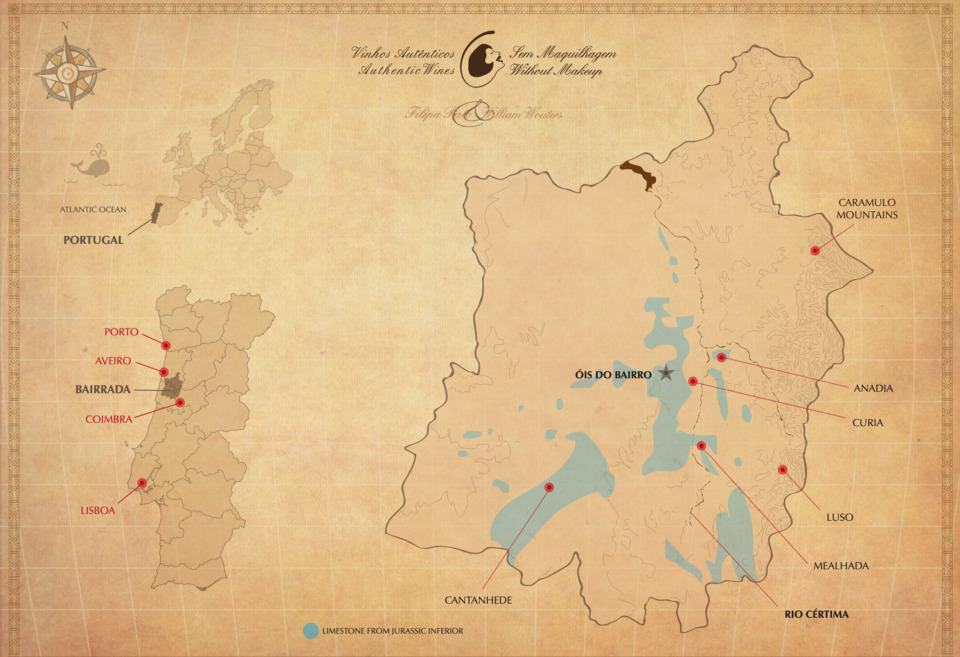 N
Vinhos Autênticos Sem Maquilhagem
Authentic Wines Without Makeup
Filipa Pato & William Wouters
ATLANTIC OCEAN
PORTUGAL
PORTO
AVEIRO
BAIRRADA
COIMBRA
LISBOA
CARAMULO
MOUNTAINS
ÓIS DO BAIRRO
ANADIA
CURIA
LUSO
MEALHADA
CANTANHEDE
RIO CÉRTIMA
LIMESTONE FROM JURASSIC INFERIOR